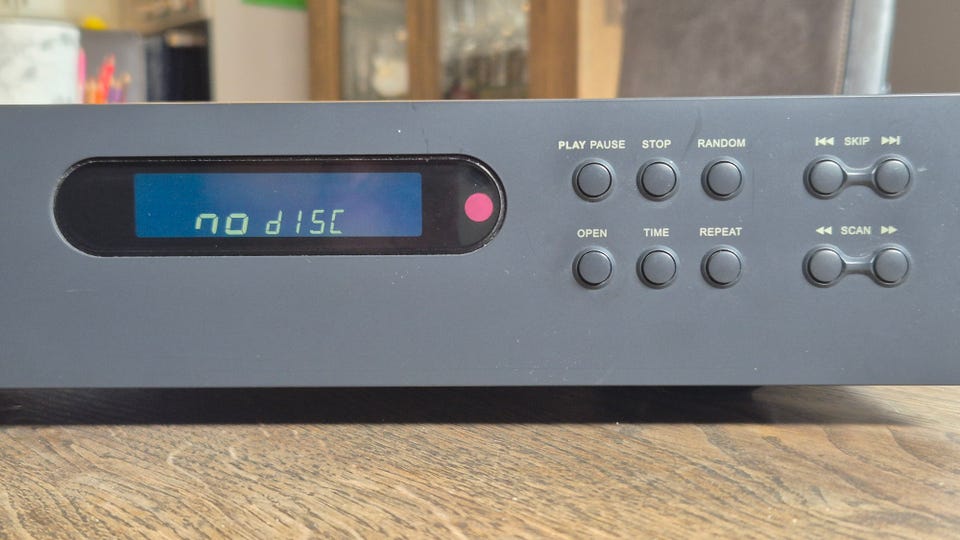 PLAY PAUSE STOP RANDOM SKIP
no dISC
OPEN TIME REPEAT SCAN